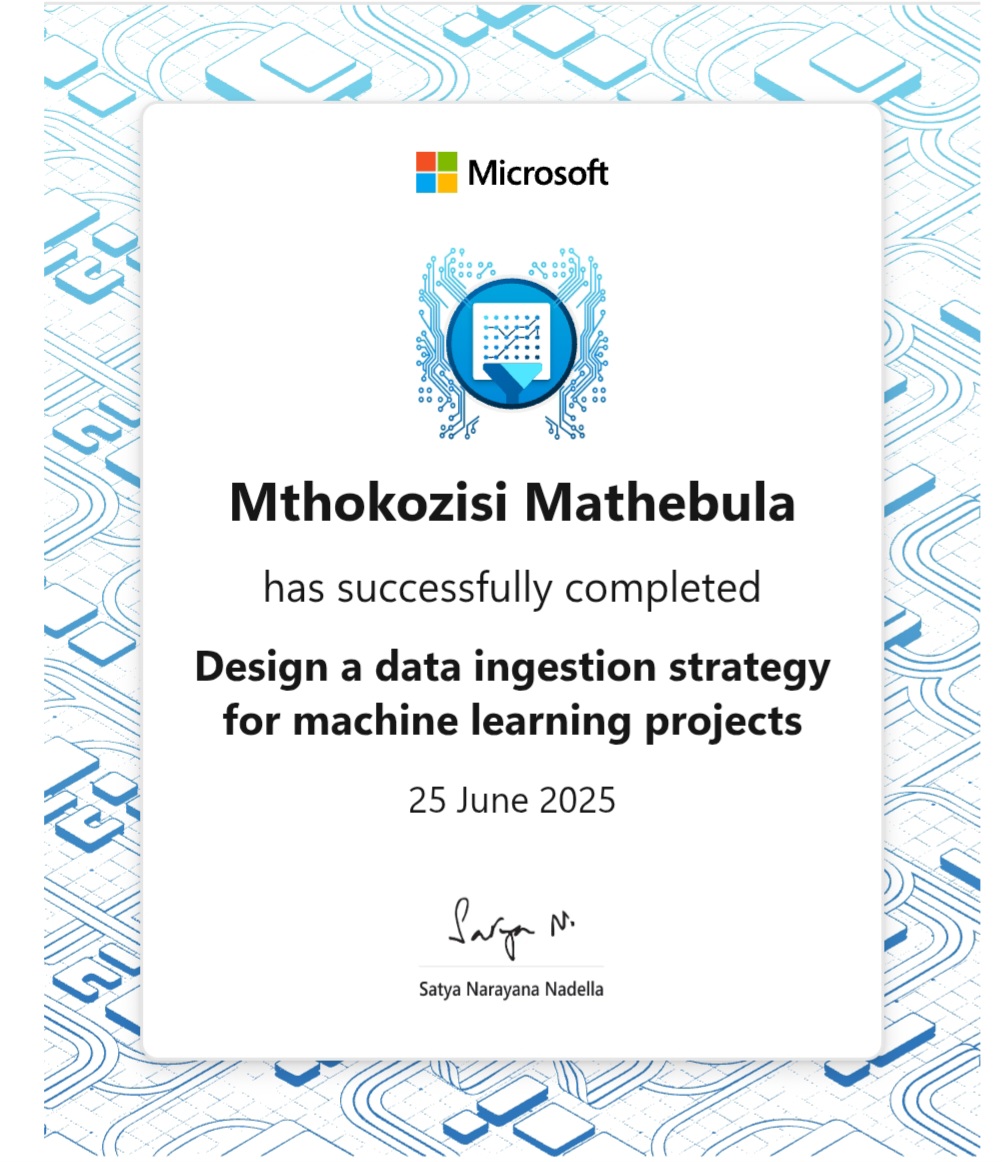 Microsoft
Mthokozisi Mathebula
has successfully completed
Design a data ingestion strategy
for machine learning projects
25 June 2025
Satya N.
Satya Narayana Nadella